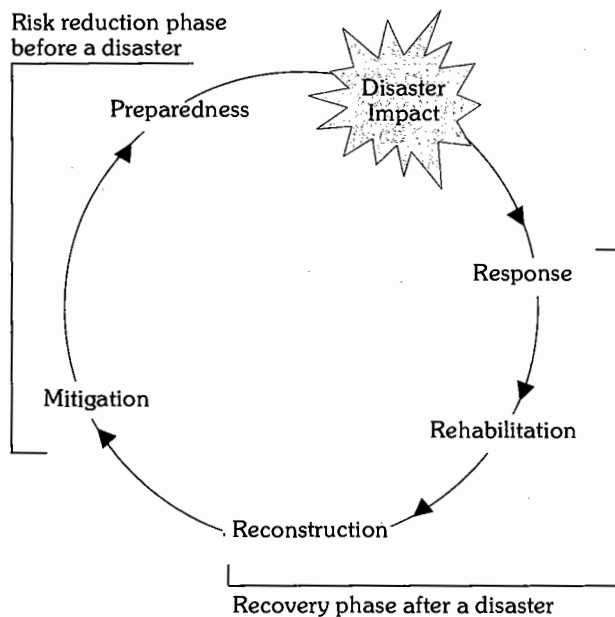 Risk reduction phase
before a disaster
Preparedness
Disaster
Impact
Response
Rehabilitation
Reconstruction
Mitigation
Recovery phase after a disaster